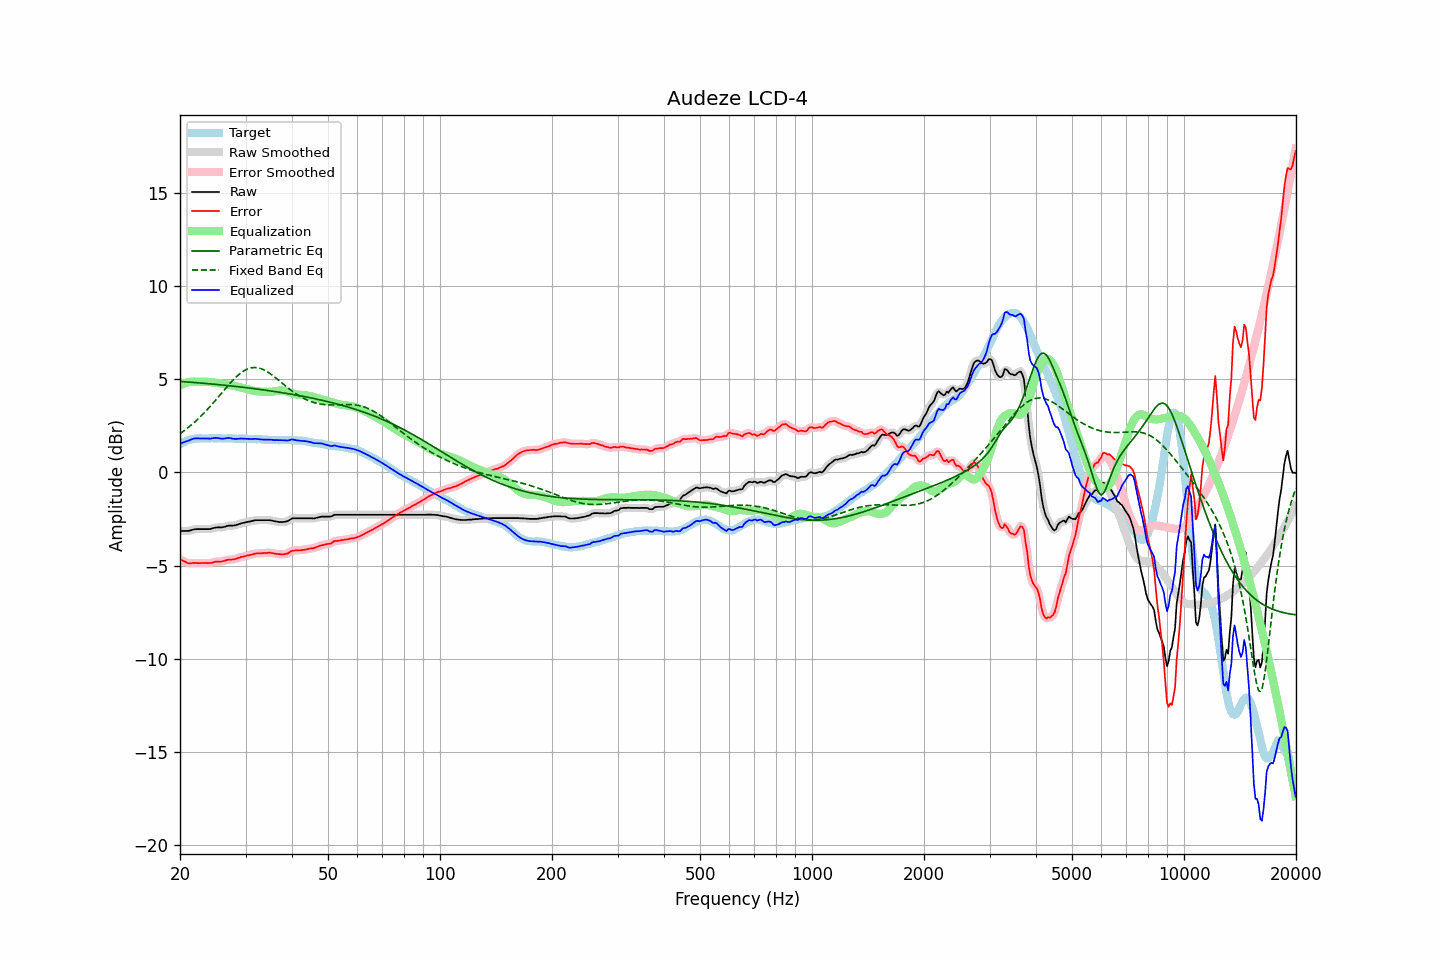 Audeze LCD-4
Target
Raw Smoothed
Error Smoothed
Raw
Error
Equalization
Parametric Eq
Fixed Band Eq
Equalized
Amplitude (dBr)
15
10
5
0
−5
−10
−15
−20
20
50
100
200
500
1000
2000
5000
10000
20000
Frequency (Hz)